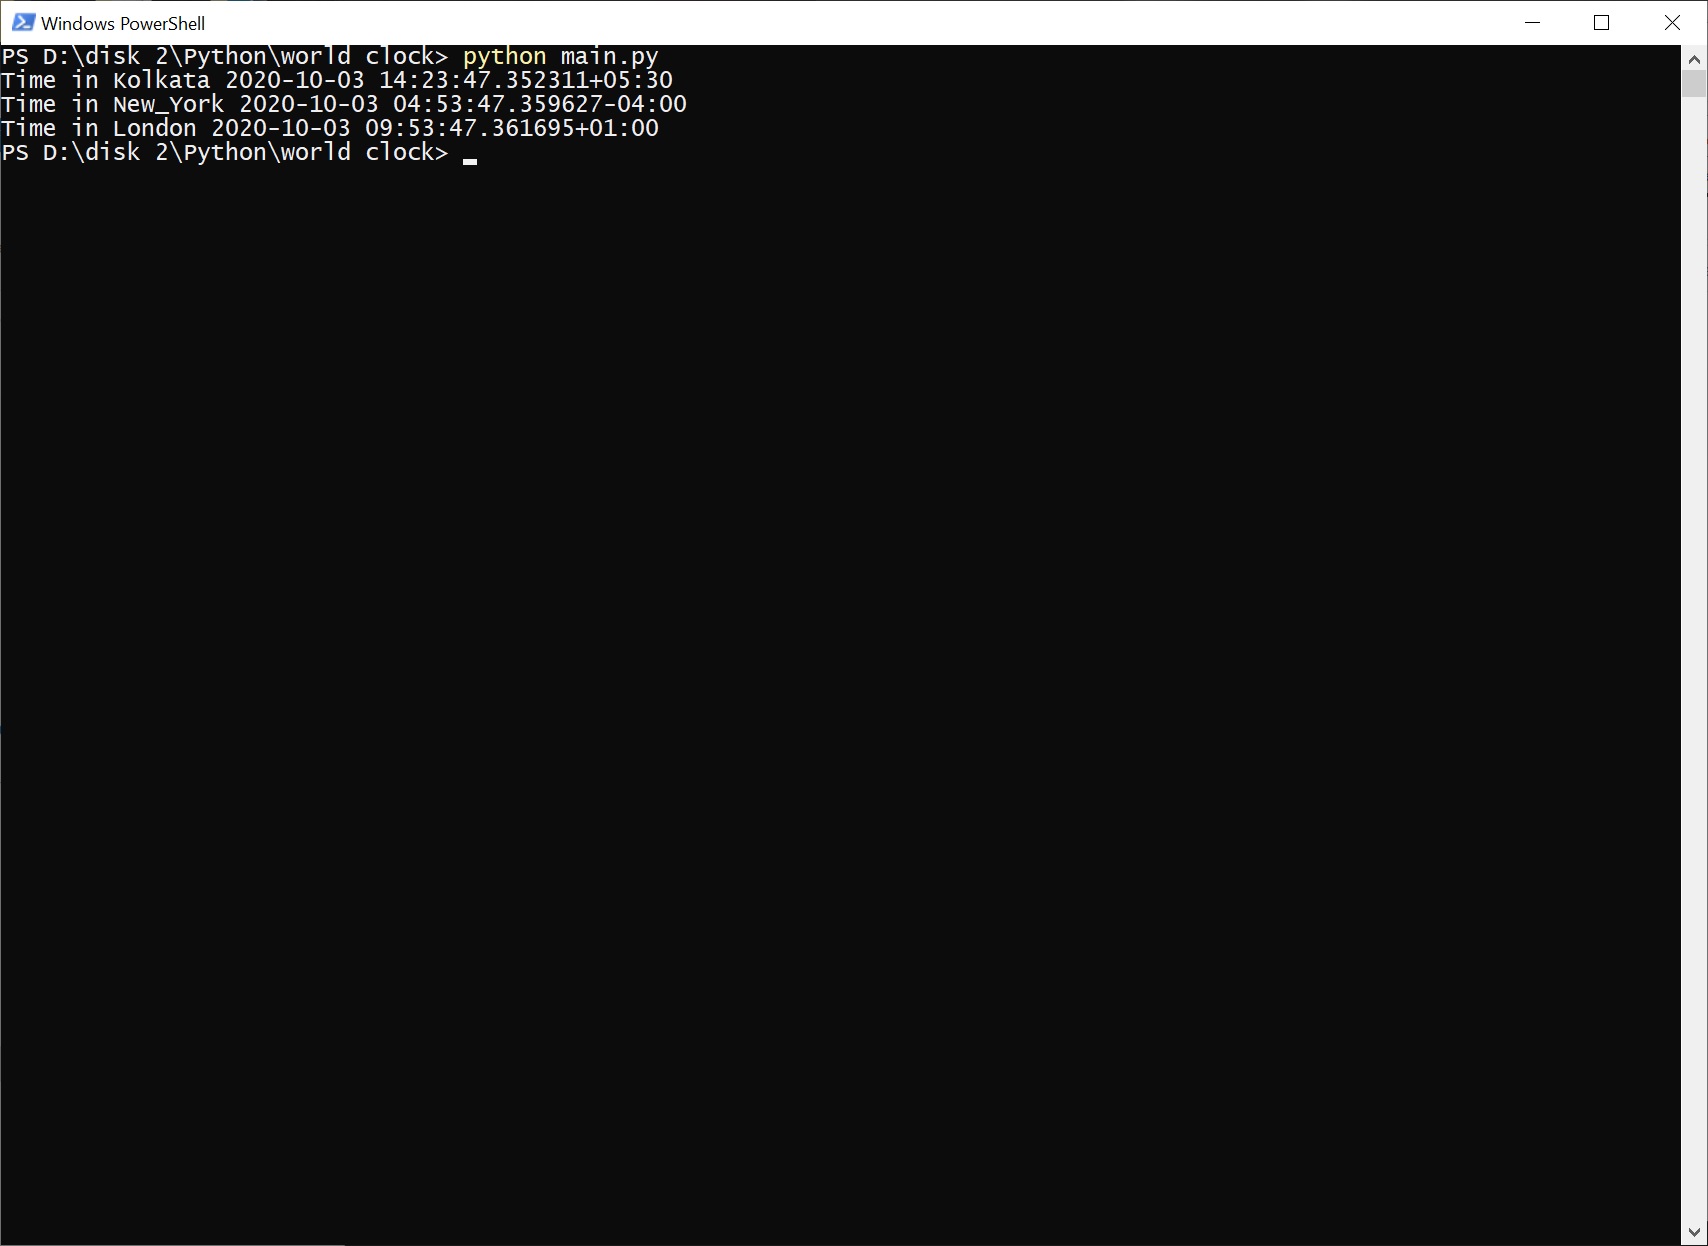 Windows PowerShell
PS D:\disk 2\Python\world clock> python main.py
Time in Kolkata 2020-10-03 14:23:47.352311+05:30
Time in New_York 2020-10-03 04:53:47.359627-04:00
Time in London 2020-10-03 09:53:47.361695+01:00
PS D:\disk 2\Python\world clock>